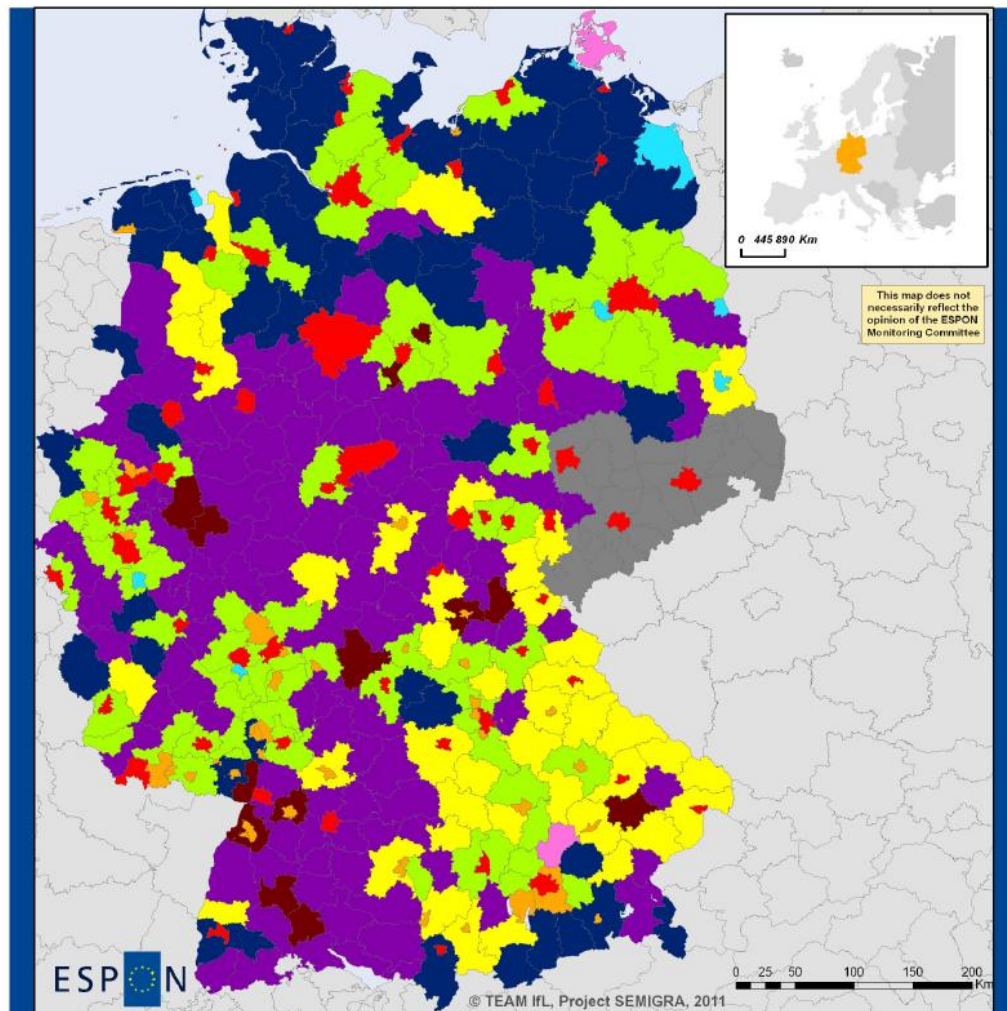 0 445 890 Km
This map does not
necessarily reflect the
opinion of the ESPON
Monitoring Committee
ESPON
© TEAM IfL, Project SEMIGRA, 2011
0 25 50 100 150 200
Km